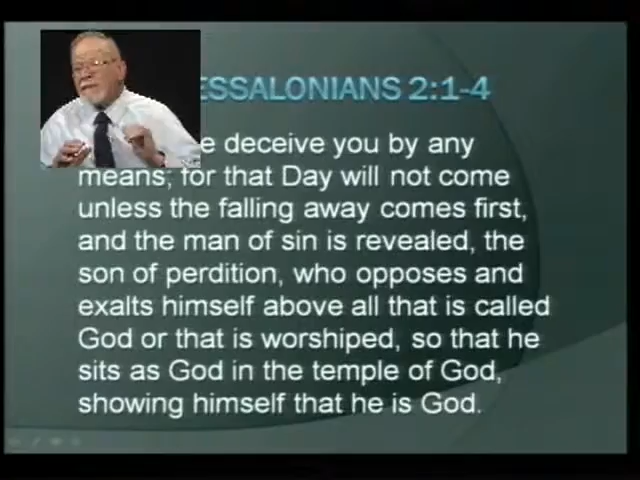 ESSALONIANS 2:1-4
e deceive you by any
means; for that Day will not come
unless the falling away comes first,
and the man of sin is revealed, the
son of perdition, who opposes and
exalts himself above all that is called
God or that is worshiped, so that he
sits as God in the temple of God,
showing himself that he is God.